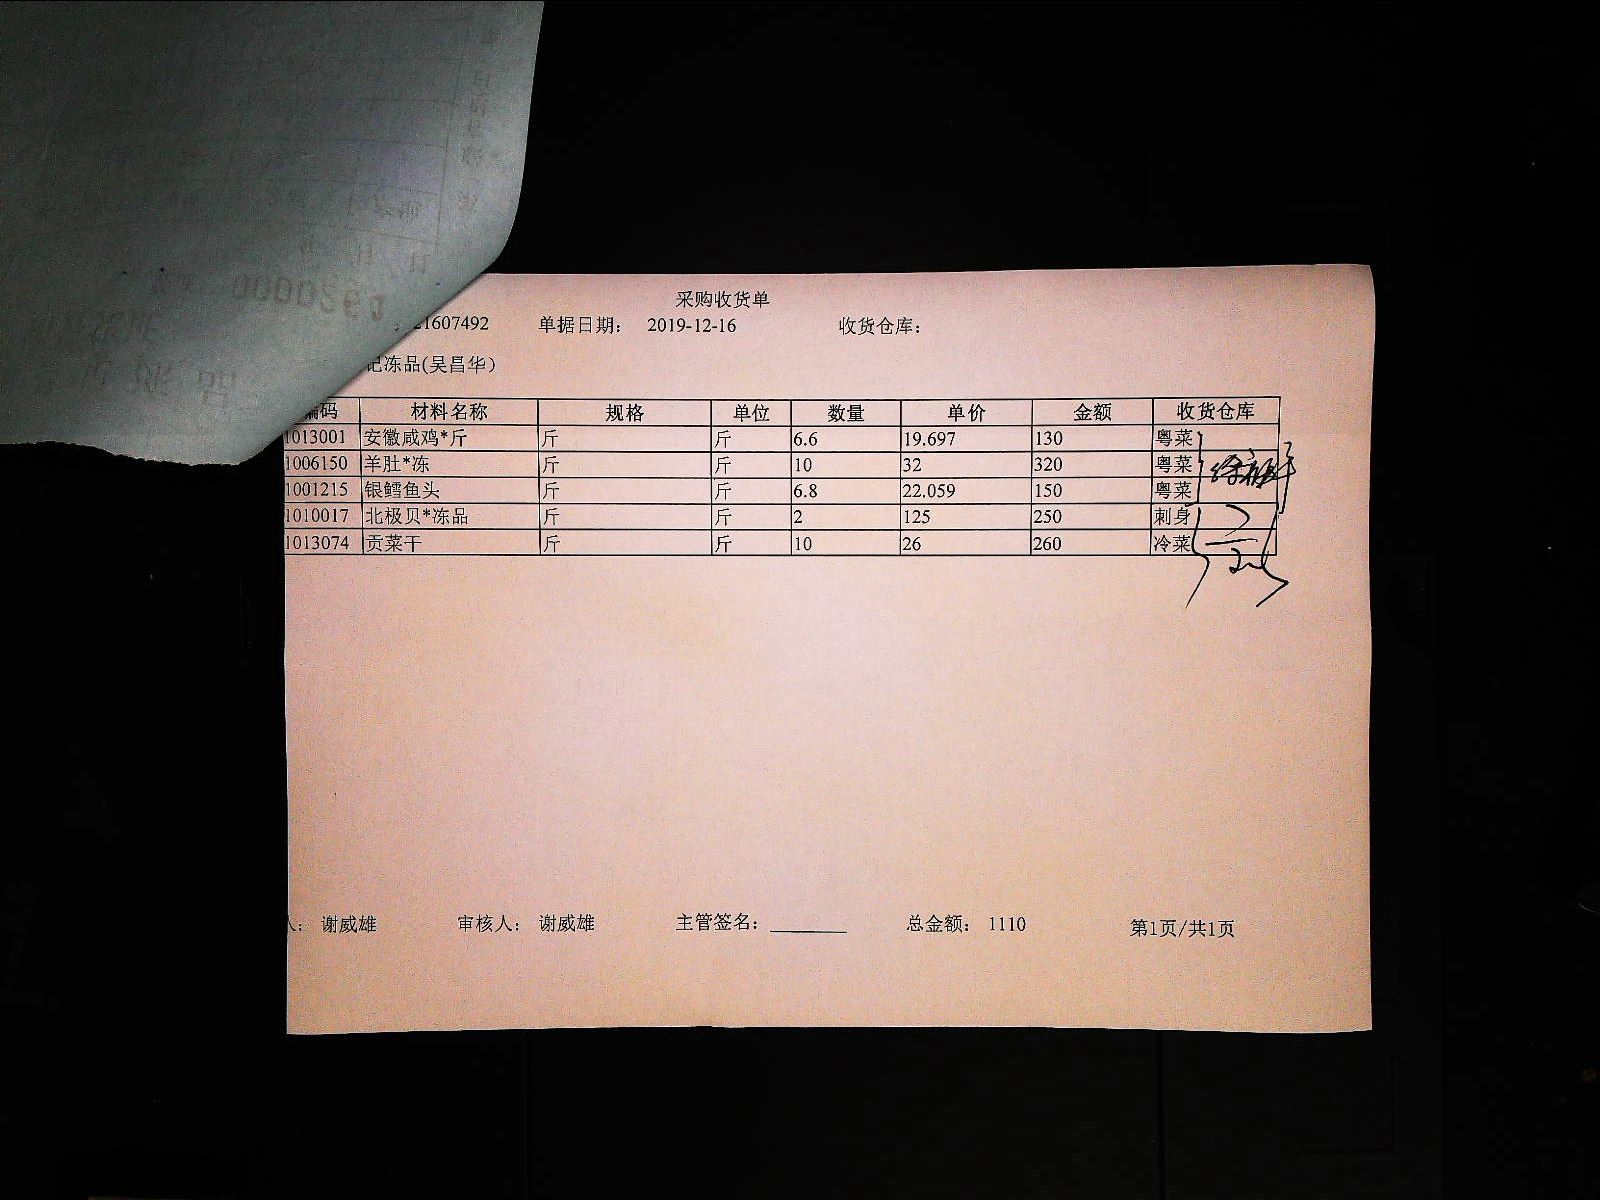 采购收货单
21607492 单据日期： 2019-12-16 收货仓库：
记冻品(吴昌华)
编码 材料名称 规格 单位 数量 单价 金额 收货仓库
1013001 安徽咸鸡*斤 斤 斤 6.6 19.697 130 粤菜
1006150 羊肚*冻 斤 斤 10 32 320 粤菜
1001215 银鳕鱼头 斤 斤 6.8 22.059 150 粤菜
1010017 北极贝*冻品 斤 斤 2 125 250 刺身
1013074 贡菜干 斤 斤 10 26 260 冷菜
人： 谢威雄 审核人： 谢威雄 主管签名： 总金额： 1110 第1页/共1页